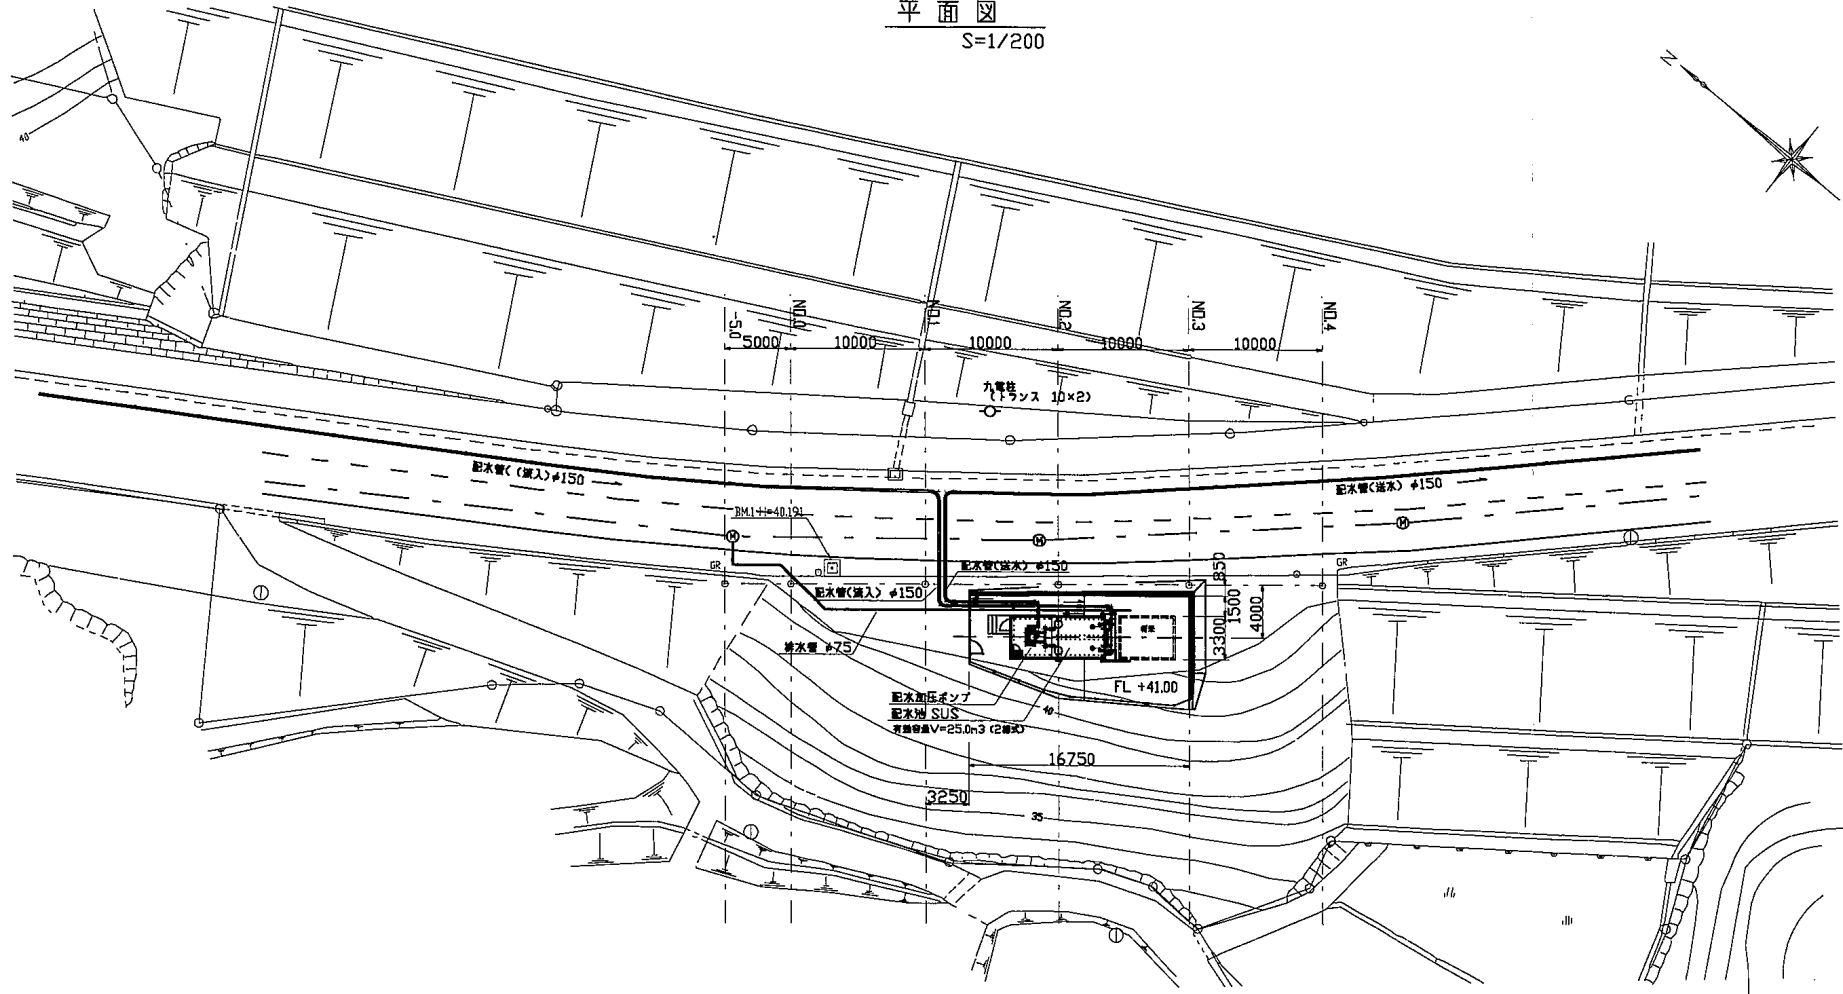 平面図
S=1/200
N
40
-5.0
NO.0
NO.1
NO.2
NO.3
NO.4
5000
10000
10000
10000
10000
九電柱
(トランス 10×2)
配水管(流入)φ150
配水管(送水) φ150
BM.1 H=40.191
M
M
M
GR
GR
配水管(送水) φ150
配水管(流入) φ150
850
1500
4000
3300
排水管 φ75
将来
FL +41.00
配水加圧ポンプ
配水池 SUS
有効容量V=25.0m3 (2槽式)
40
16750
3250
35